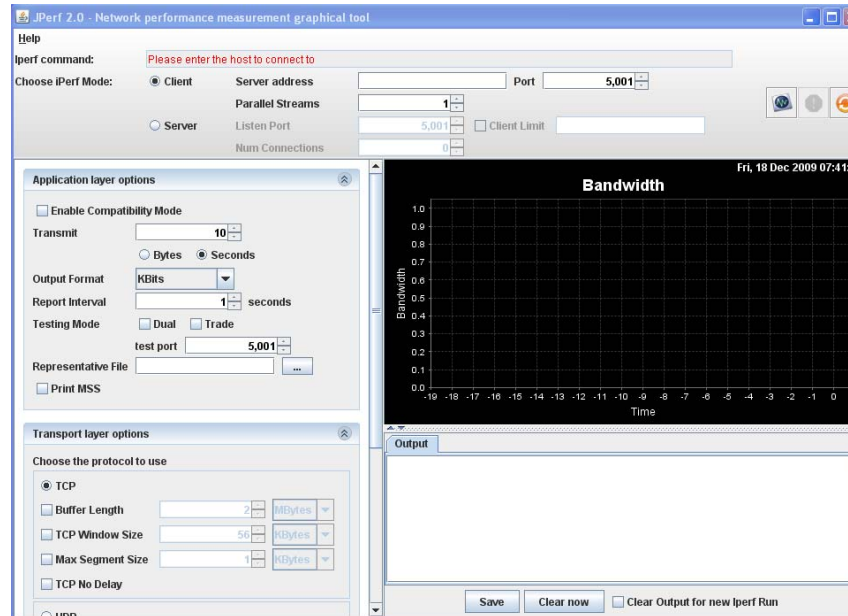 JPerf 2.0 - Network performance measurement graphical tool
Help
Iperf command: Please enter the host to connect to
Choose iPerf Mode: Client Server address Port 5,001
Parallel Streams 1
Server Listen Port 5,001 Client Limit
Num Connections 0
Application layer options
Enable Compatibility Mode
Transmit 10
Bytes Seconds
Output Format KBits
Report Interval 1 seconds
Testing Mode Dual Trade
test port 5,001
Representative File ...
Print MSS
Transport layer options
Choose the protocol to use
TCP
Buffer Length 2 MBytes
TCP Window Size 56 KBytes
Max Segment Size 1 KBytes
TCP No Delay
UDP
Fri, 18 Dec 2009 07:41:
Bandwidth
1.0
0.9
0.8
0.7
0.6
0.5
0.4
0.3
0.2
0.1
0.0
Bandwidth
-19 -18 -17 -16 -15 -14 -13 -12 -11 -10 -9 -8 -7 -6 -5 -4 -3 -2 -1 0
Time
Output
Save Clear now Clear Output for new Iperf Run